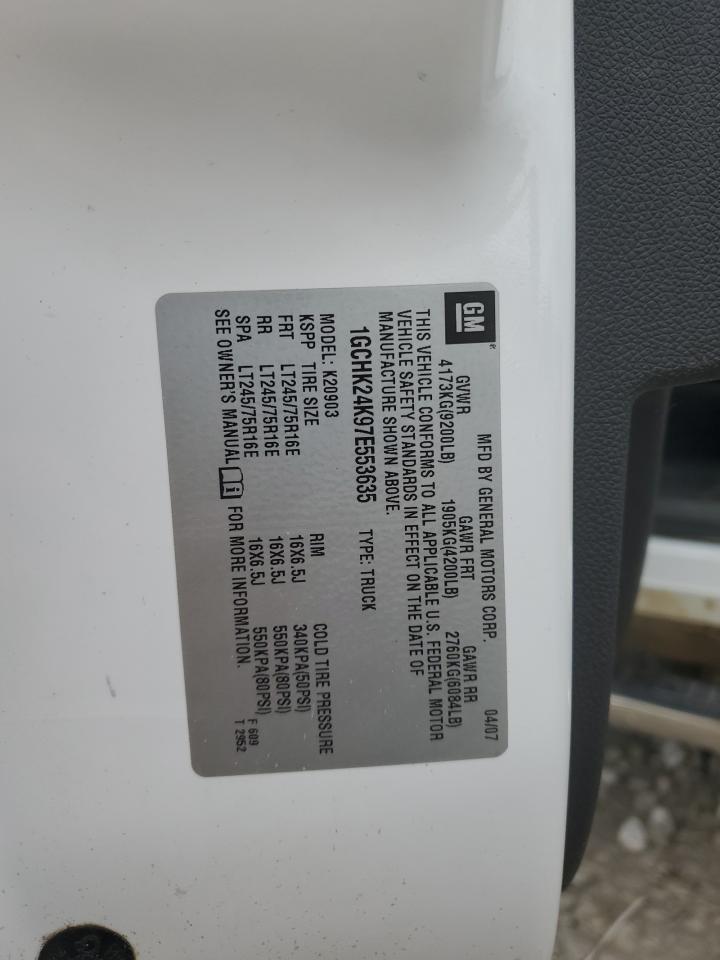 GM
MFD BY GENERAL MOTORS CORP. 04/07
GVWR GAWR FRT GAWR RR
4173KG(9200LB) 1905KG(4200LB) 2760KG(6084LB)
THIS VEHICLE CONFORMS TO ALL APPLICABLE U.S. FEDERAL MOTOR
VEHICLE SAFETY STANDARDS IN EFFECT ON THE DATE OF
MANUFACTURE SHOWN ABOVE.
1GCHK24K97E553635 TYPE: TRUCK
MODEL: K20903
KSPP TIRE SIZE RIM COLD TIRE PRESSURE
FRT LT245/75R16E 16X6.5J 340KPA(50PSI)
RR LT245/75R16E 16X6.5J 550KPA(80PSI)
SPA LT245/75R16E 16X6.5J 550KPA(80PSI)
SEE OWNER'S MANUAL FOR MORE INFORMATION.
F 609
T 2952